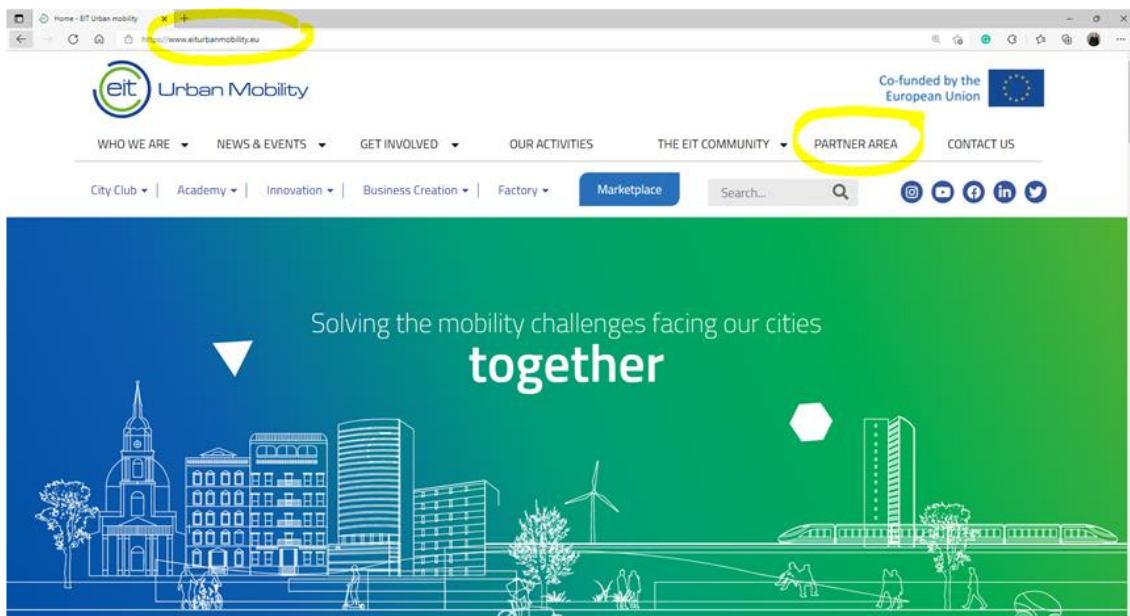 Home - EIT Urban mobility
https://www.eiturbanmobility.eu
eit Urban Mobility
Co-funded by the
European Union
WHO WE ARE NEWS & EVENTS GET INVOLVED OUR ACTIVITIES THE EIT COMMUNITY PARTNER AREA CONTACT US
City Club Academy Innovation Business Creation Factory Marketplace Search...
Solving the mobility challenges facing our cities
together